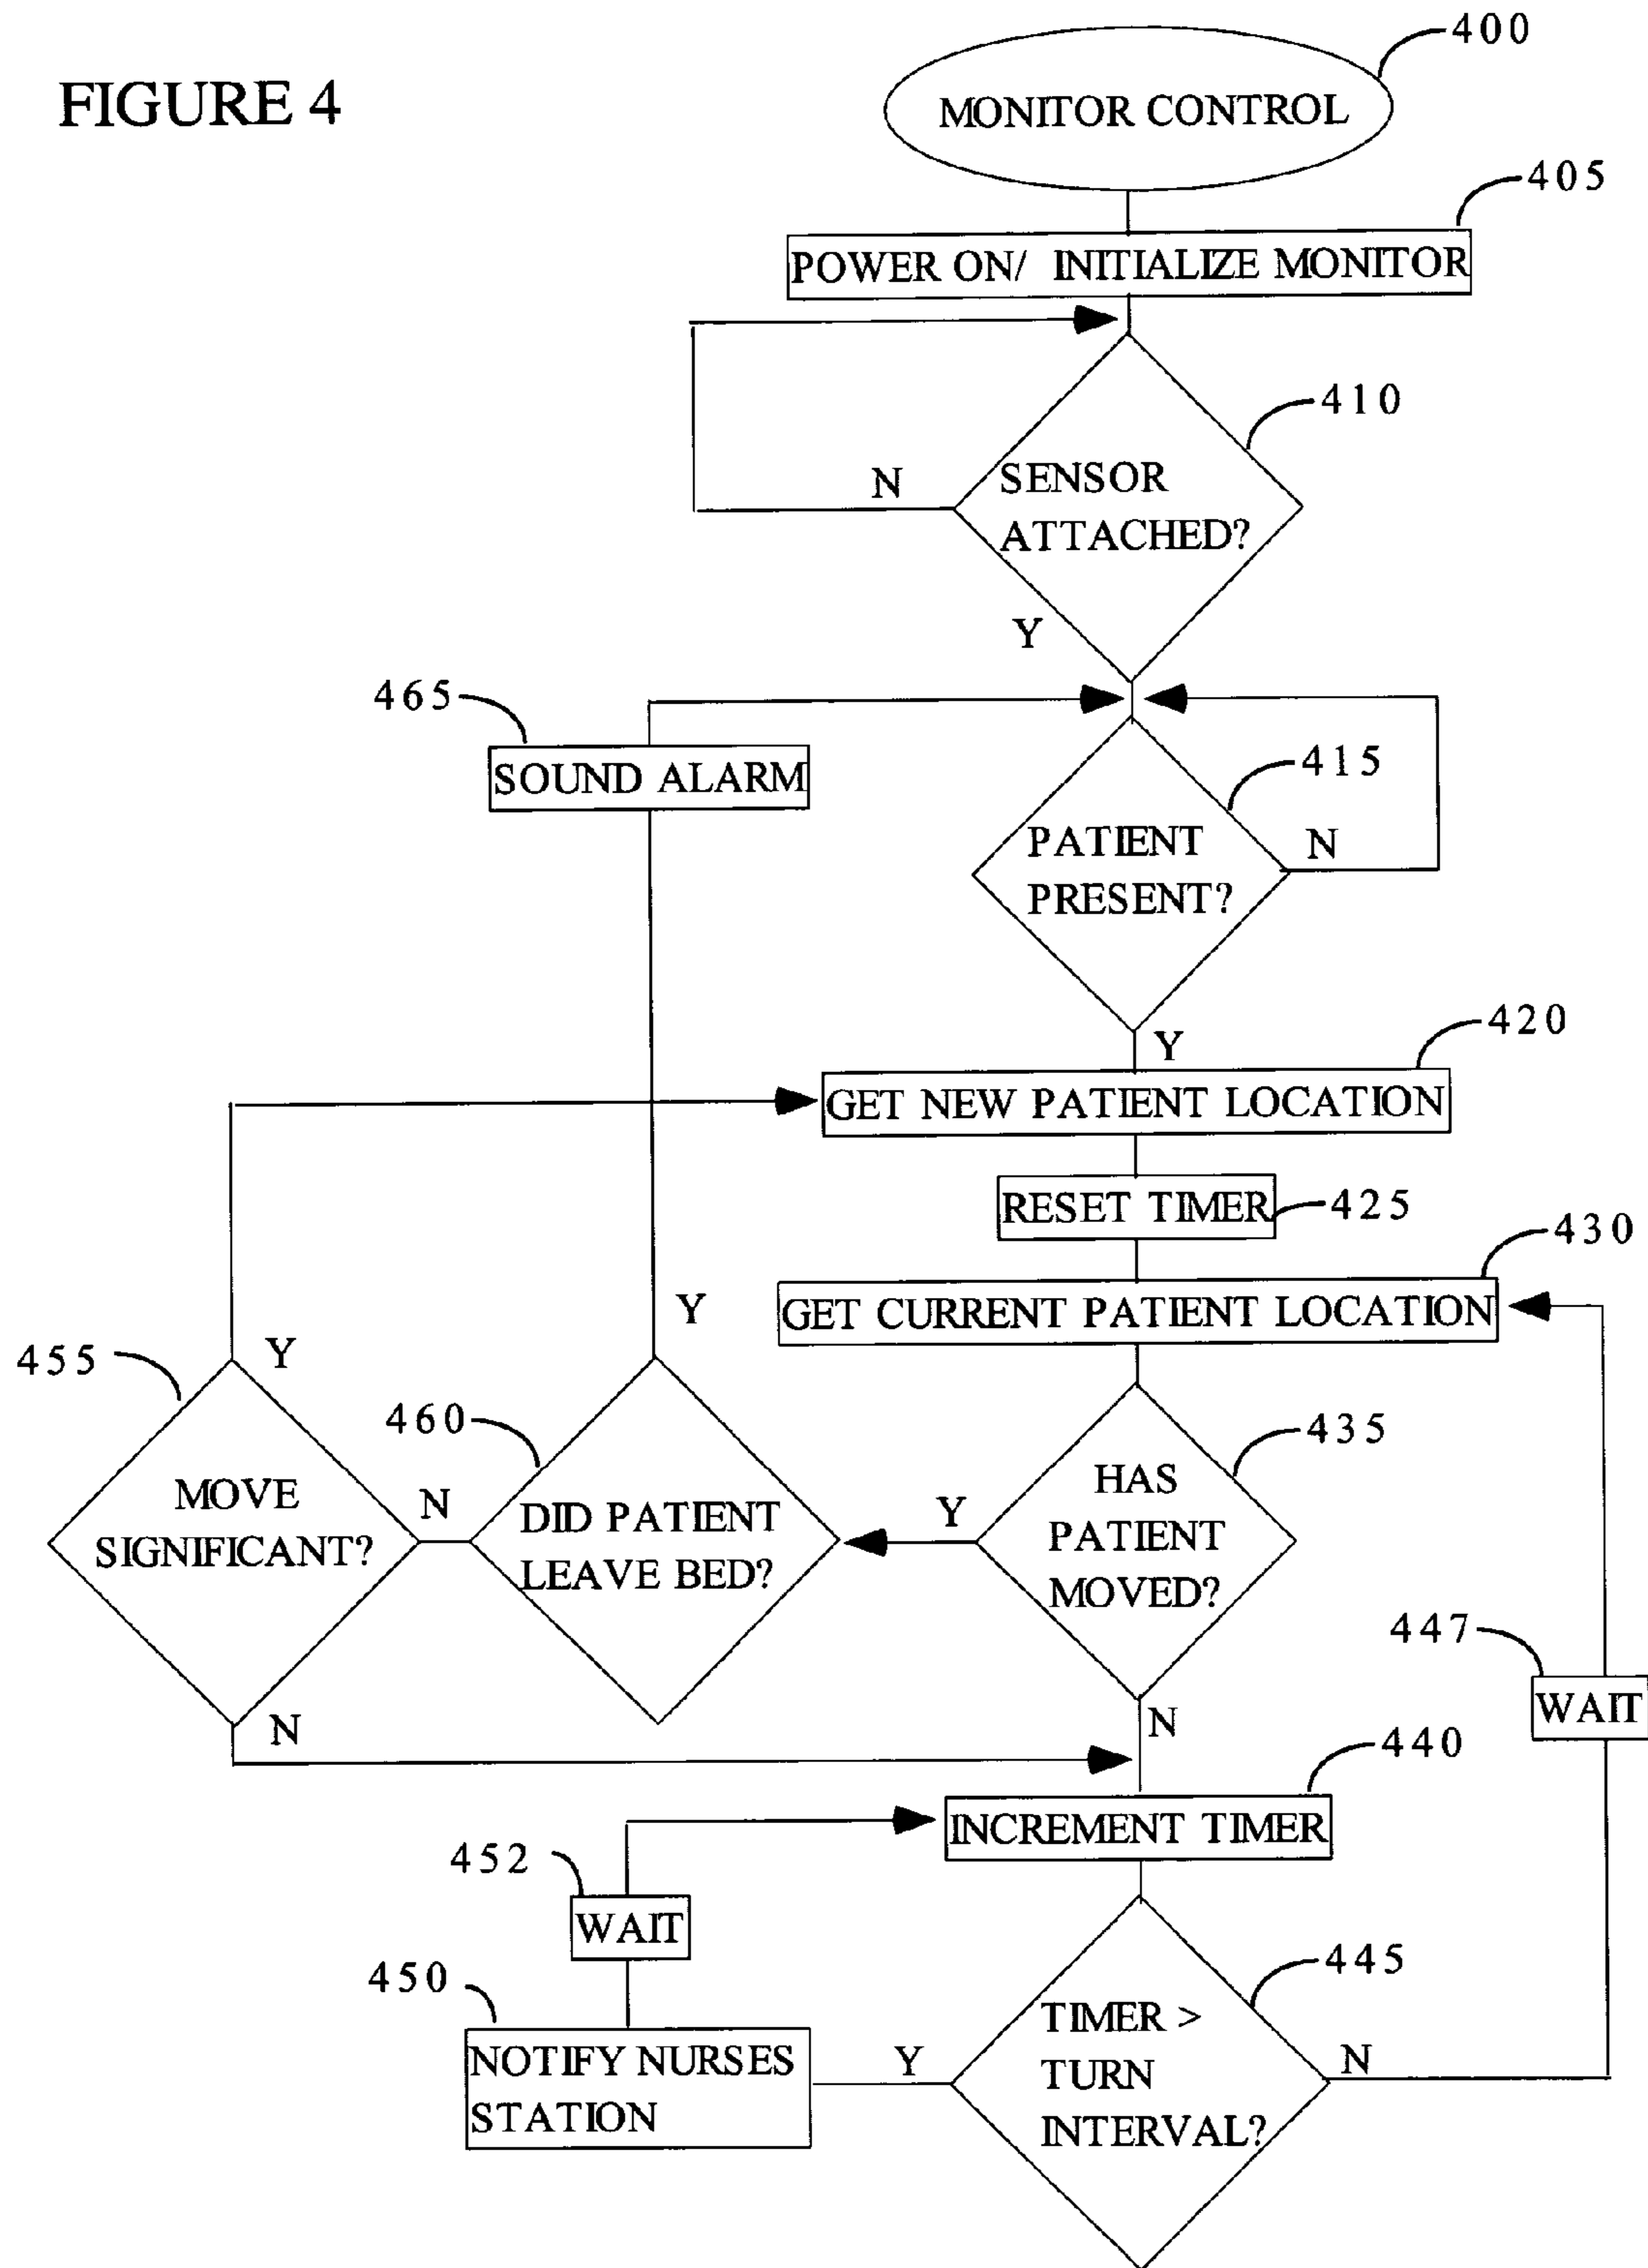 FIGURE 4
400
MONITOR CONTROL
405
POWER ON/ INITIALIZE MONITOR
410
N
SENSOR
ATTACHED?
Y
465
SOUND ALARM
415
PATIENT
PRESENT?
N
Y
420
GET NEW PATIENT LOCATION
RESET TIMER
425
430
GET CURRENT PATIENT LOCATION
Y
455
Y
460
435
MOVE
SIGNIFICANT?
N
DID PATIENT
LEAVE BED?
Y
HAS
PATIENT
MOVED?
447
WAIT
N
N
440
INCREMENT TIMER
452
WAIT
450
NOTIFY NURSES
STATION
Y
445
TIMER >
TURN
INTERVAL?
N